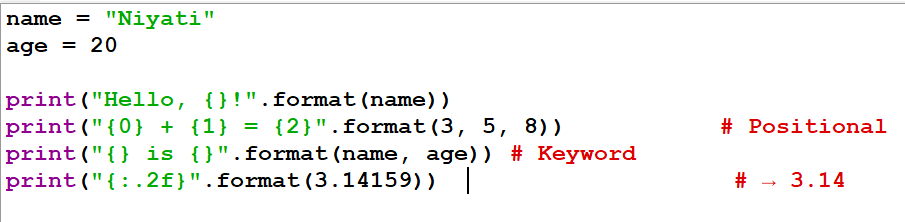 name = "Niyati"
age = 20
print("Hello, {}!".format(name))
print("{0} + {1} = {2}".format(3, 5, 8)) # Positional
print("{} is {}".format(name, age)) # Keyword
print("{:.2f}".format(3.14159)) # → 3.14